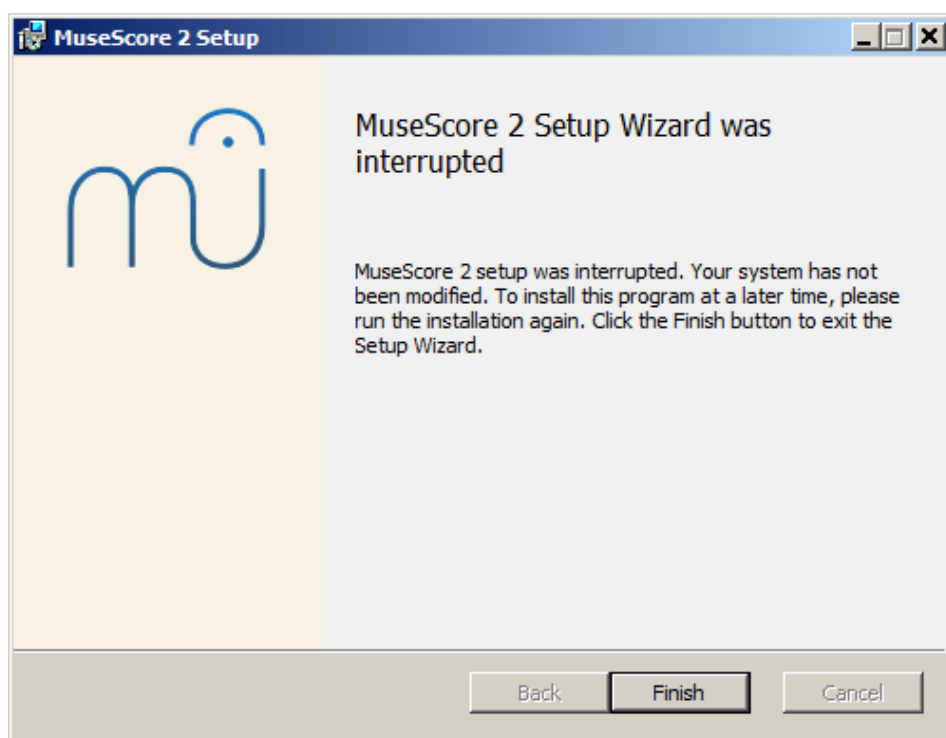 MuseScore 2 Setup
MuseScore 2 Setup Wizard was
interrupted
MuseScore 2 setup was interrupted. Your system has not
been modified. To install this program at a later time, please
run the installation again. Click the Finish button to exit the
Setup Wizard.
Back
Finish
Cancel